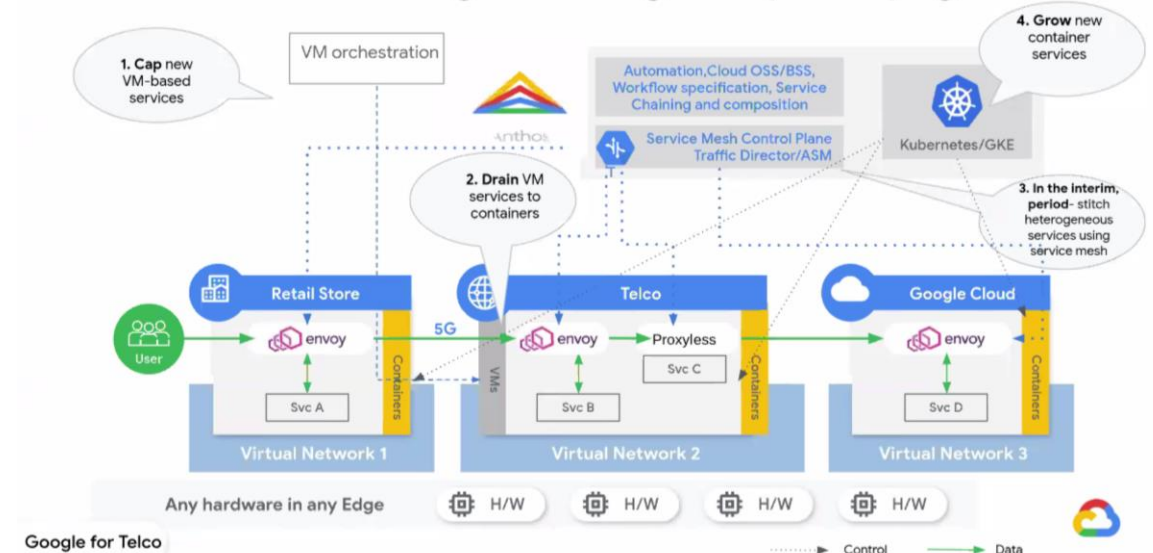 1. Cap new
VM-based
services
VM orchestration
Anthos
Automation,Cloud OSS/BSS,
Workflow specification, Service
Chaining and composition
Service Mesh Control Plane
Traffic Director/ASM
4. Grow new
container
services
Kubernetes/GKE
2. Drain VM
services to
containers
3. In the interim,
period- stitch
heterogeneous
services using
service mesh
Retail Store
Telco
Google Cloud
User
envoy
5G
envoy
Proxyless
envoy
Svc C
Containers
VMs
Containers
Containers
Svc A
Svc B
Svc D
Virtual Network 1
Virtual Network 2
Virtual Network 3
Any hardware in any Edge
H/W
H/W
H/W
H/W
Google for Telco
Control
Data